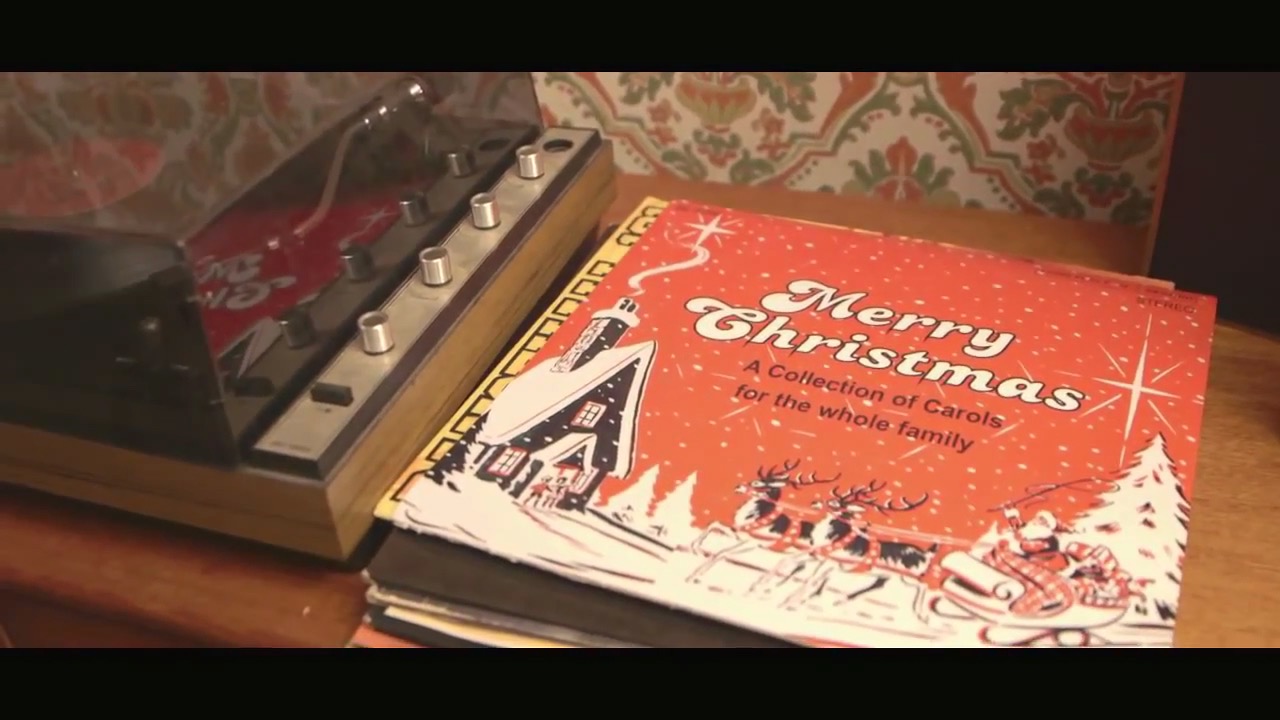 STEREO
Merry
Christmas
A Collection of Carols
for the whole family